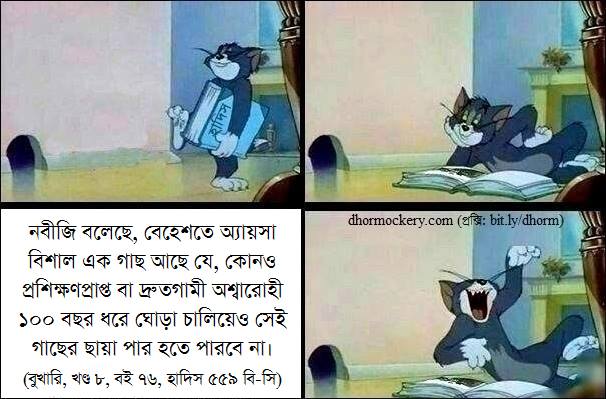 হাদিস
dhormockery.com (প্রক্সি: bit.ly/dhorm)
নবীজি বলেছে, বেহেশতে অ্যায়সা
বিশাল এক গাছ আছে যে, কোনও
প্রশিক্ষণপ্রাপ্ত বা দ্রুতগামী অশ্বারোহী
১০০ বছর ধরে ঘোড়া চালিয়েও সেই
গাছের ছায়া পার হতে পারবে না।
(বুখারি, খণ্ড ৮, বই ৭৬, হাদিস ৫৫৯ বি-সি)